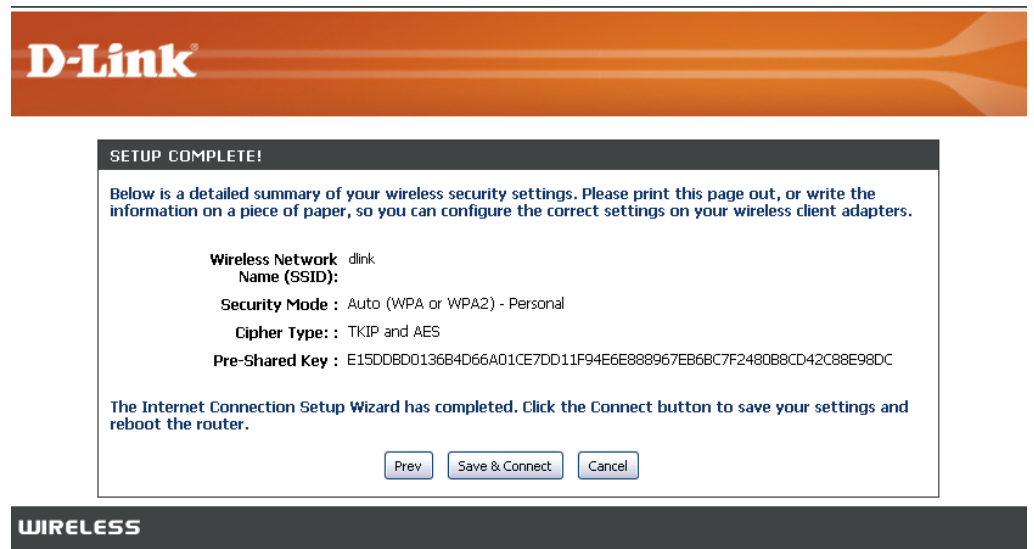 D-Link®
SETUP COMPLETE!
Below is a detailed summary of your wireless security settings. Please print this page out, or write the
information on a piece of paper, so you can configure the correct settings on your wireless client adapters.
Wireless Network Name (SSID): dlink
Security Mode : Auto (WPA or WPA2) - Personal
Cipher Type: : TKIP and AES
Pre-Shared Key : E15DDBD0136B4D66A01CE7DD11F94E6E888967EB6BC7F2480B8CD42C88E98DC
The Internet Connection Setup Wizard has completed. Click the Connect button to save your settings and
reboot the router.
Prev Save & Connect Cancel
WIRELESS